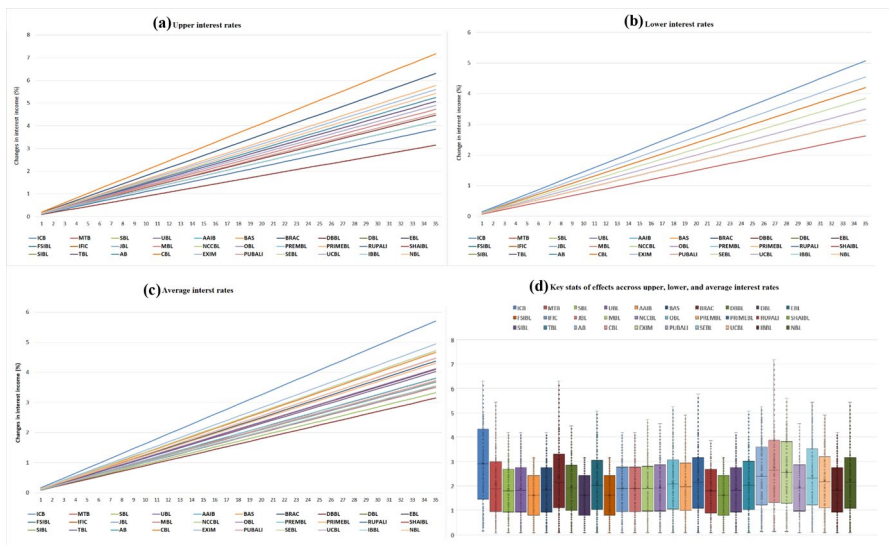 (a) Upper interest rates
8
7
6
5
4
3
2
1
0
Changes in interest income (%)
1 2 3 4 5 6 7 8 9 10 11 12 13 14 15 16 17 18 19 20 21 22 23 24 25 26 27 28 29 30 31 32 33 34 35
ICB MTB SBL UBL AAIB BAS BRAC DBBL DBL EBL
FSIBL IFIC JBL MBL NCCBL OBL PREMBL PRIMEBL RUPALI SHAIBL
SIBL TBL AB CBL EXIM PUBALI SEBL UCBL IBBL NBL
(b) Lower interest rates
6
5
4
3
2
1
0
Change in interest income (%)
1 2 3 4 5 6 7 8 9 10 11 12 13 14 15 16 17 18 19 20 21 22 23 24 25 26 27 28 29 30 31 32 33 34 35
ICB MTB SBL UBL AAIB BAS BRAC DBBL DBL EBL
FSIBL IFIC JBL MBL NCCBL OBL PREMBL PRIMEBL RUPALI SHAIBL
SIBL TBL AB CBL EXIM PUBALI SEBL UCBL IBBL NBL
(c) Average interst rates
6
5
4
3
2
1
0
Changes in interest income (%)
1 2 3 4 5 6 7 8 9 10 11 12 13 14 15 16 17 18 19 20 21 22 23 24 25 26 27 28 29 30 31 32 33 34 35
ICB MTB SBL UBL AAIB BAS BRAC DBBL DBL EBL
FSIBL IFIC JBL MBL NCCBL OBL PREMBL PRIMEBL RUPALI SHAIBL
SIBL TBL AB CBL EXIM PUBALI SEBL UCBL IBBL NBL
(d) Key stats of effects accross upper, lower, and average interest rates
ICB MTB SBL UBL AAIB BAS BRAC DBBL DBL EBL
FSIBL IFIC JBL MBL NCCBL OBL PREMBL PRIMEBL RUPALI SHAIBL
SIBL TBL AB CBL EXIM PUBALI SEBL UCBL IBBL NBL
8
7
6
5
4
3
2
1
0